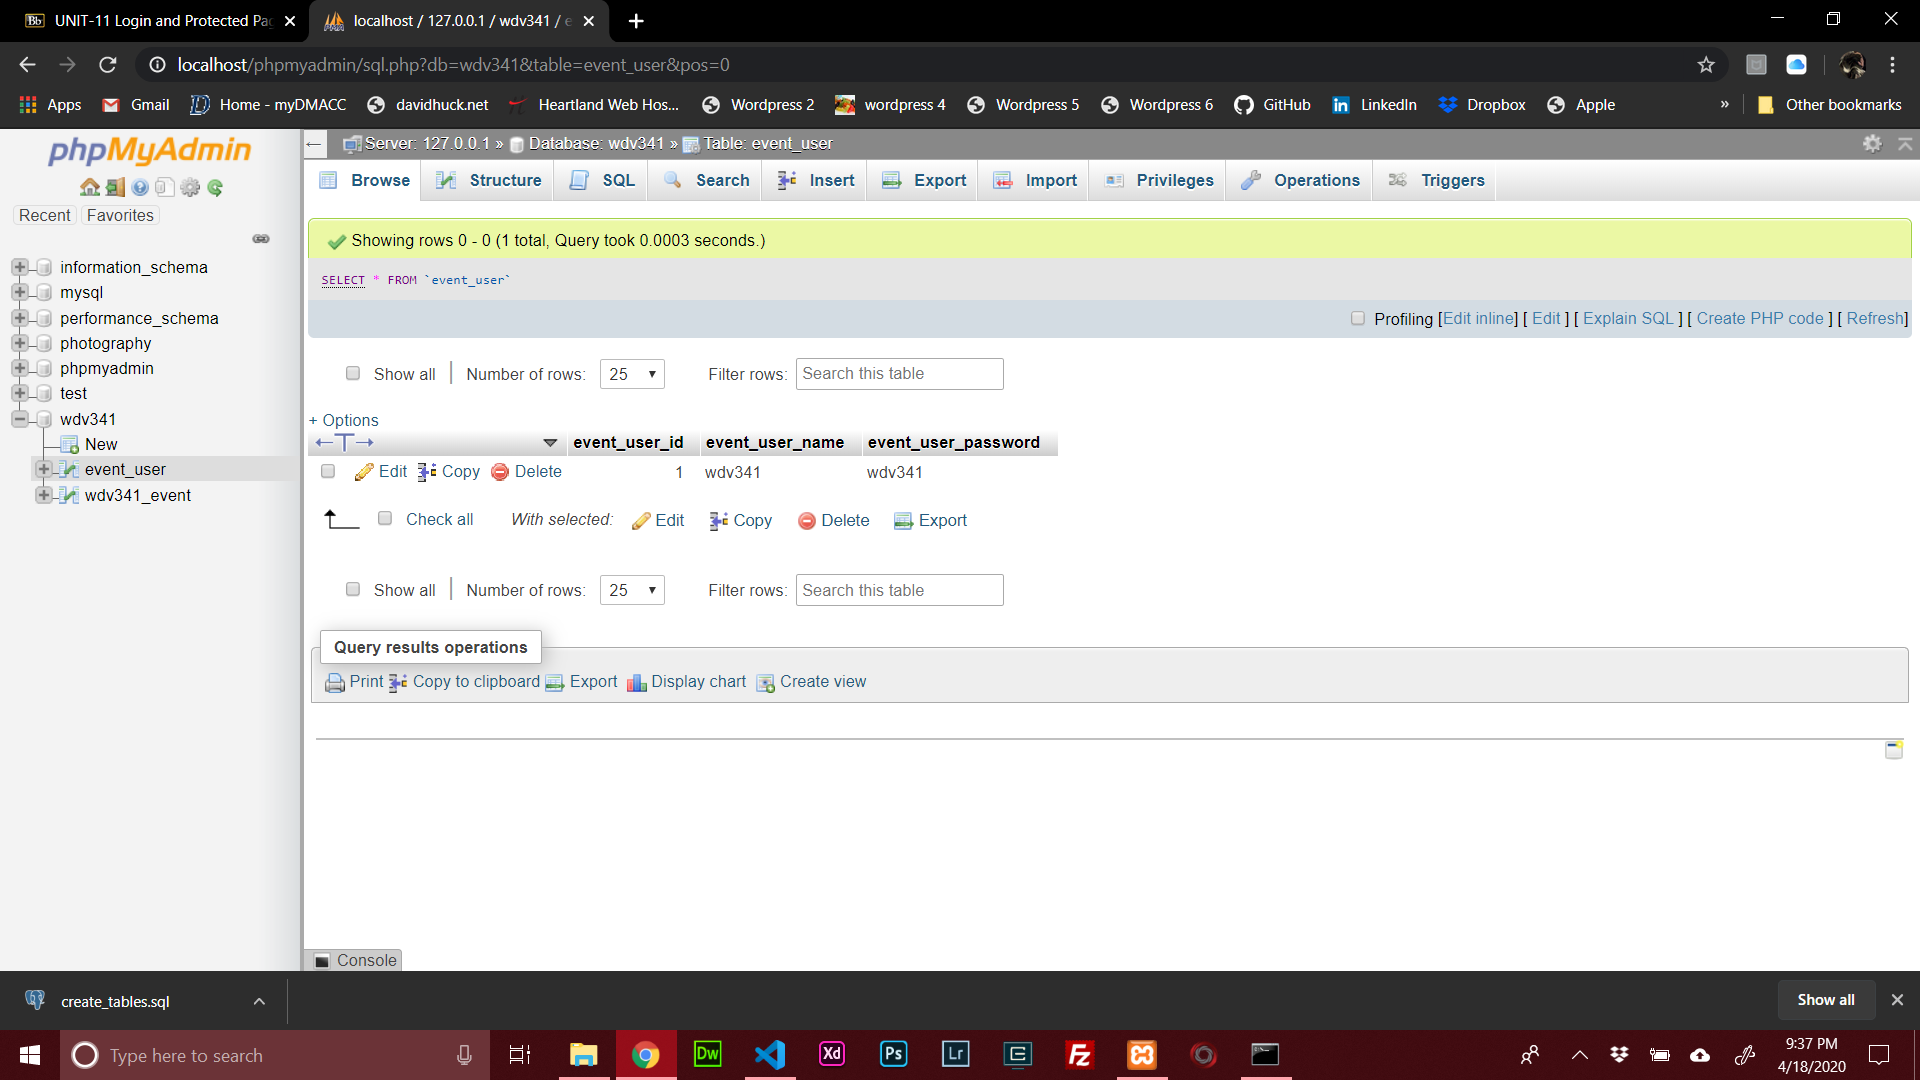 UNIT-11 Login and Protected Pa
localhost / 127.0.0.1 / wdv341 / e
localhost/phpmyadmin/sql.php?db=wdv341&table=event_user&pos=0
Apps Gmail Home - myDMACC davidhuck.net Heartland Web Hos... Wordpress 2 wordpress 4 Wordpress 5 Wordpress 6 GitHub LinkedIn Dropbox Apple » Other bookmarks
phpMyAdmin
Recent Favorites
information_schema
mysql
performance_schema
photography
phpmyadmin
test
wdv341
New
event_user
wdv341_event
Server: 127.0.0.1 » Database: wdv341 » Table: event_user
Browse Structure SQL Search Insert Export Import Privileges Operations Triggers
Showing rows 0 - 0 (1 total, Query took 0.0003 seconds.)
SELECT * FROM `event_user`
Profiling [Edit inline] [ Edit ] [ Explain SQL ] [ Create PHP code ] [ Refresh]
Show all Number of rows: 25 Filter rows: Search this table
+ Options
event_user_id event_user_name event_user_password
Edit Copy Delete 1 wdv341 wdv341
Check all With selected: Edit Copy Delete Export
Show all Number of rows: 25 Filter rows: Search this table
Query results operations
Print Copy to clipboard Export Display chart Create view
Console
create_tables.sql
Show all
Type here to search
Dw Xd Ps Lr Fz
9:37 PM
4/18/2020